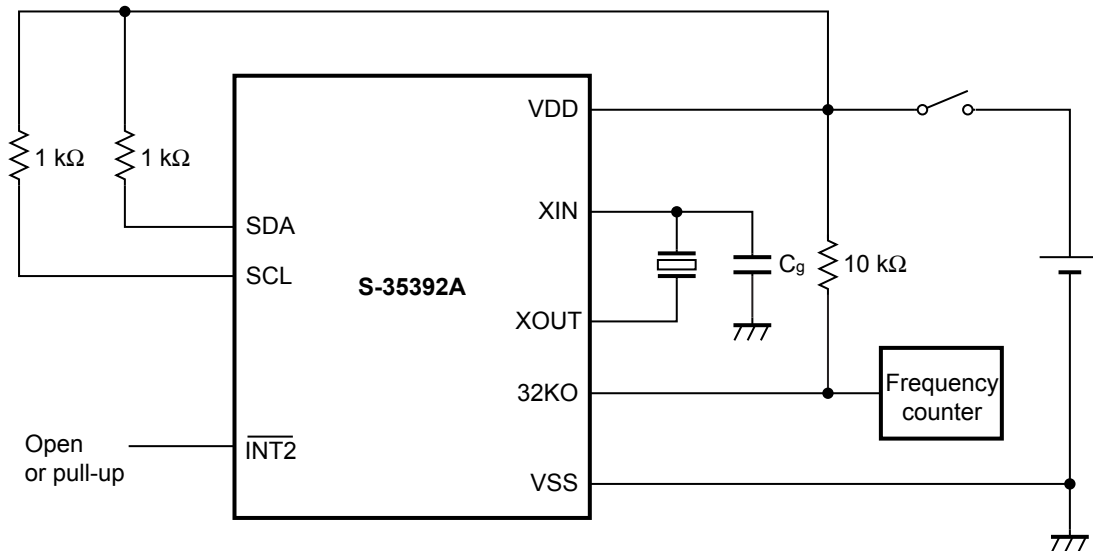 VDD
1 kΩ
1 kΩ
SDA
SCL
S-35392A
XIN
XOUT
Cg
10 kΩ
32KO
Frequency
counter
Open
or pull-up
INT2
VSS